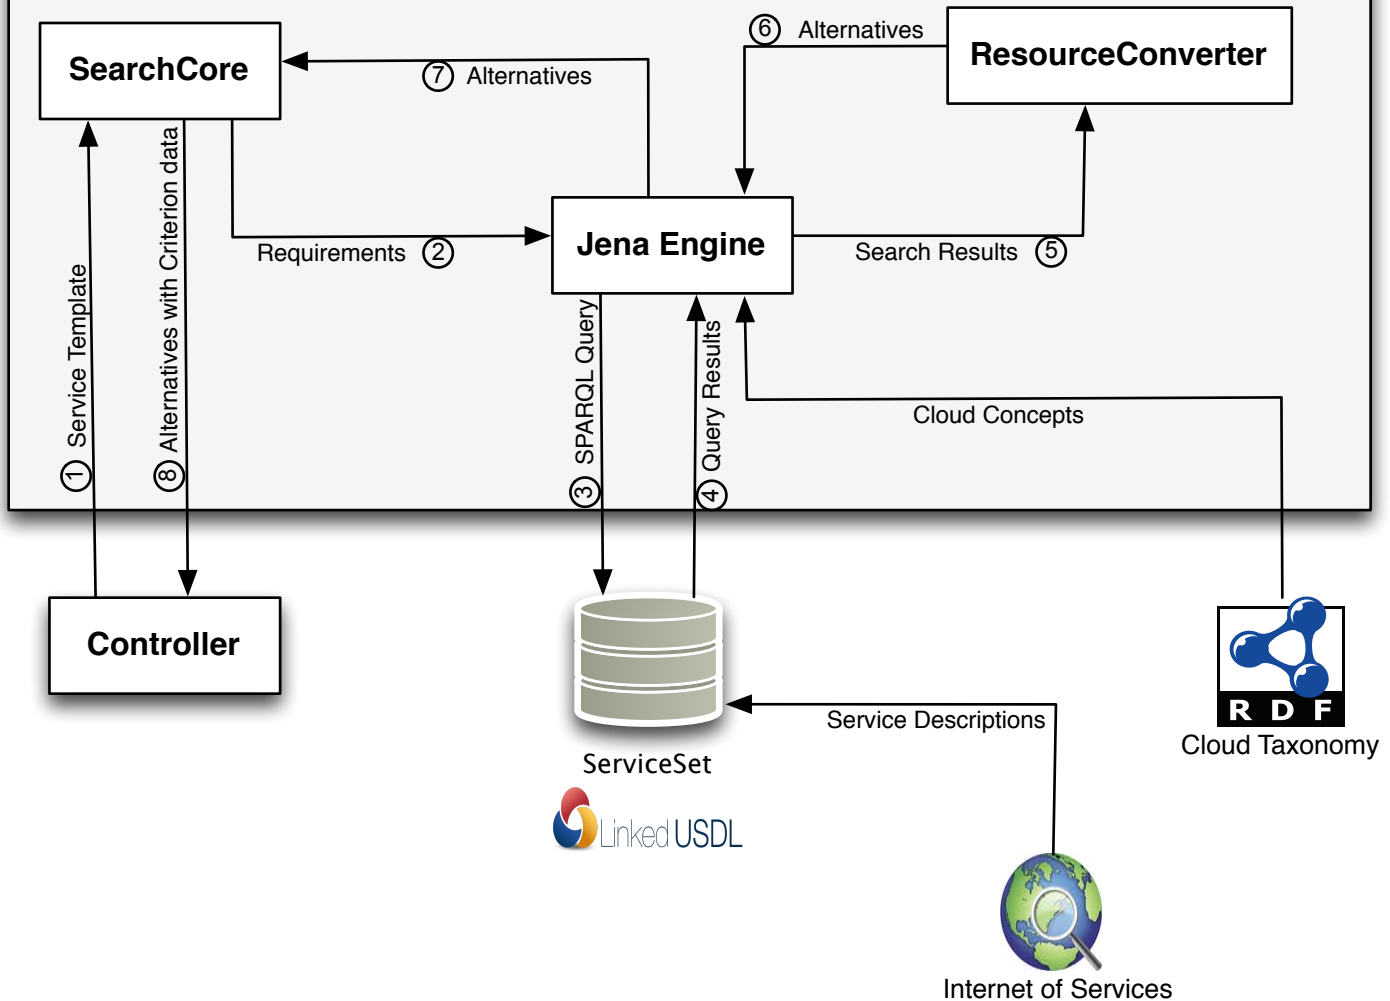 6 Alternatives
SearchCore
ResourceConverter
7 Alternatives
Requirements 2
Jena Engine
Search Results 5
1 Service Template
8 Alternatives with Criterion data
3 SPARQL Query
4 Query Results
Cloud Concepts
Controller
RDF
Cloud Taxonomy
Service Descriptions
ServiceSet
Linked USDL
Internet of Services